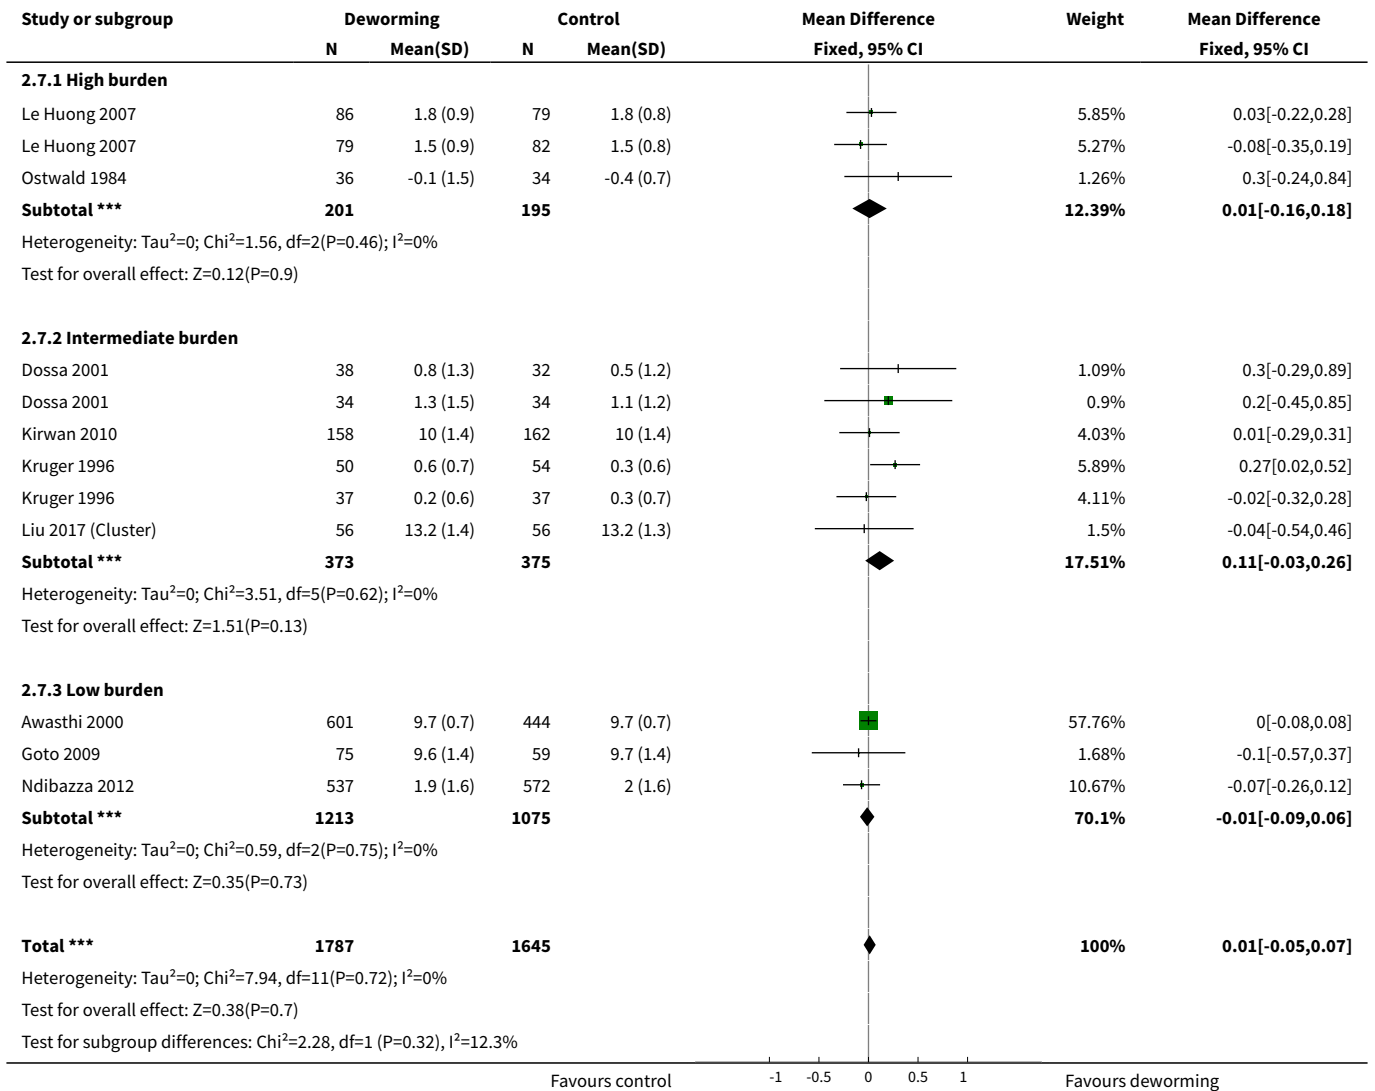 Study or subgroup Deworming Control Mean Difference Weight Mean Difference
N Mean(SD) N Mean(SD) Fixed, 95% CI Fixed, 95% CI
2.7.1 High burden
Le Huong 2007 86 1.8 (0.9) 79 1.8 (0.8) 5.85% 0.03[-0.22,0.28]
Le Huong 2007 79 1.5 (0.9) 82 1.5 (0.8) 5.27% -0.08[-0.35,0.19]
Ostwald 1984 36 -0.1 (1.5) 34 -0.4 (0.7) 1.26% 0.3[-0.24,0.84]
Subtotal *** 201 195 12.39% 0.01[-0.16,0.18]
Heterogeneity: Tau²=0; Chi²=1.56, df=2(P=0.46); I²=0%
Test for overall effect: Z=0.12(P=0.9)
2.7.2 Intermediate burden
Dossa 2001 38 0.8 (1.3) 32 0.5 (1.2) 1.09% 0.3[-0.29,0.89]
Dossa 2001 34 1.3 (1.5) 34 1.1 (1.2) 0.9% 0.2[-0.45,0.85]
Kirwan 2010 158 10 (1.4) 162 10 (1.4) 4.03% 0.01[-0.29,0.31]
Kruger 1996 50 0.6 (0.7) 54 0.3 (0.6) 5.89% 0.27[0.02,0.52]
Kruger 1996 37 0.2 (0.6) 37 0.3 (0.7) 4.11% -0.02[-0.32,0.28]
Liu 2017 (Cluster) 56 13.2 (1.4) 56 13.2 (1.3) 1.5% -0.04[-0.54,0.46]
Subtotal *** 373 375 17.51% 0.11[-0.03,0.26]
Heterogeneity: Tau²=0; Chi²=3.51, df=5(P=0.62); I²=0%
Test for overall effect: Z=1.51(P=0.13)
2.7.3 Low burden
Awasthi 2000 601 9.7 (0.7) 444 9.7 (0.7) 57.76% 0[-0.08,0.08]
Goto 2009 75 9.6 (1.4) 59 9.7 (1.4) 1.68% -0.1[-0.57,0.37]
Ndibazza 2012 537 1.9 (1.6) 572 2 (1.6) 10.67% -0.07[-0.26,0.12]
Subtotal *** 1213 1075 70.1% -0.01[-0.09,0.06]
Heterogeneity: Tau²=0; Chi²=0.59, df=2(P=0.75); I²=0%
Test for overall effect: Z=0.35(P=0.73)
Total *** 1787 1645 100% 0.01[-0.05,0.07]
Heterogeneity: Tau²=0; Chi²=7.94, df=11(P=0.72); I²=0%
Test for overall effect: Z=0.38(P=0.7)
Test for subgroup differences: Chi²=2.28, df=1 (P=0.32), I²=12.3%
Favours control -1 -0.5 0 0.5 1 Favours deworming